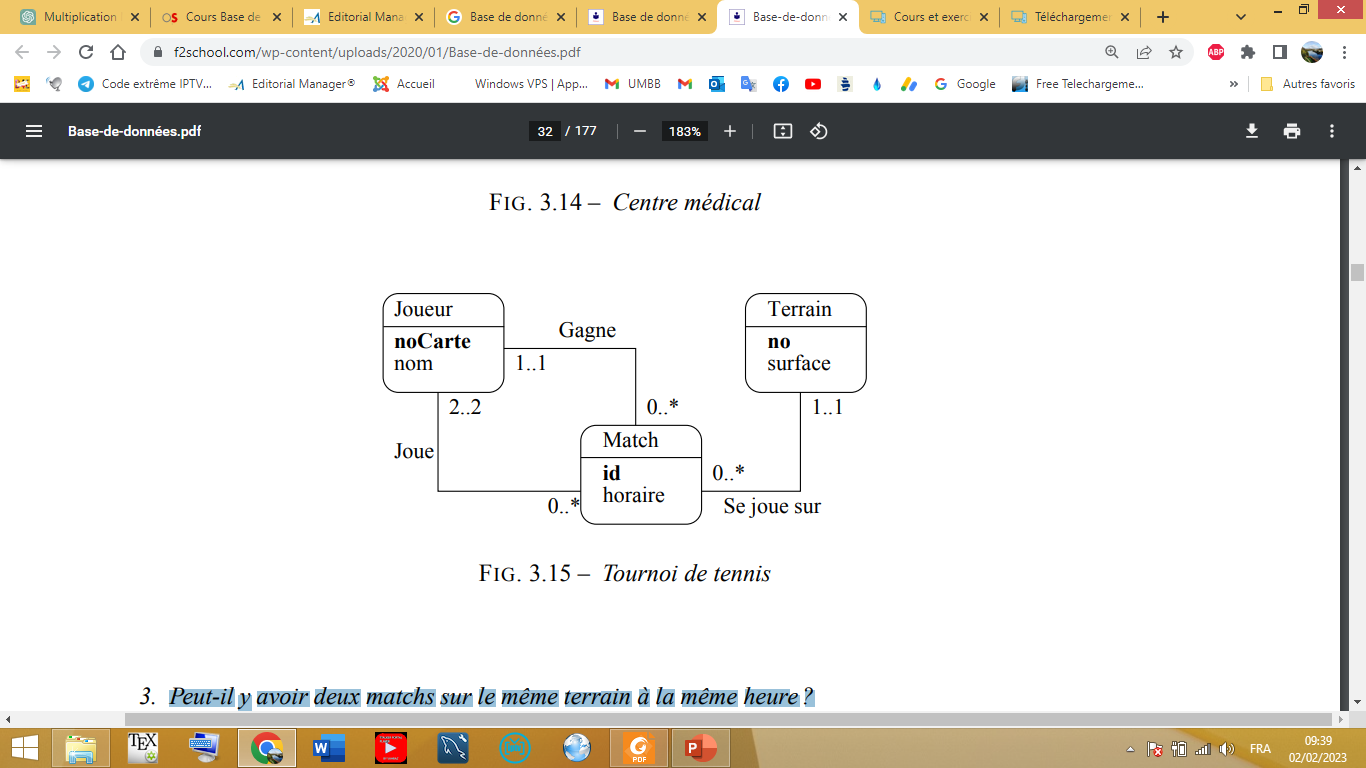 Multiplication
Cours Base de
Editorial Mana
Base de donné
Base de donné
Base-de-donn
Cours et exerc
Téléchargemer
f2school.com/wp-content/uploads/2020/01/Base-de-données.pdf
ABP
Code extrême IPTV...
Editorial Manager®
Accueil
Windows VPS | App...
UMBB
Google
Free Telechargeme...
»
Autres favoris
Base-de-données.pdf
32 / 177
183%
FIG. 3.14 – Centre médical
Joueur
noCarte
nom
Gagne
1..1
Terrain
no
surface
2..2
0..*
1..1
Joue
Match
id
horaire
0..*
0..*
Se joue sur
FIG. 3.15 – Tournoi de tennis
3. Peut-il y avoir deux matchs sur le même terrain à la même heure ?
FRA
09:39
02/02/2023